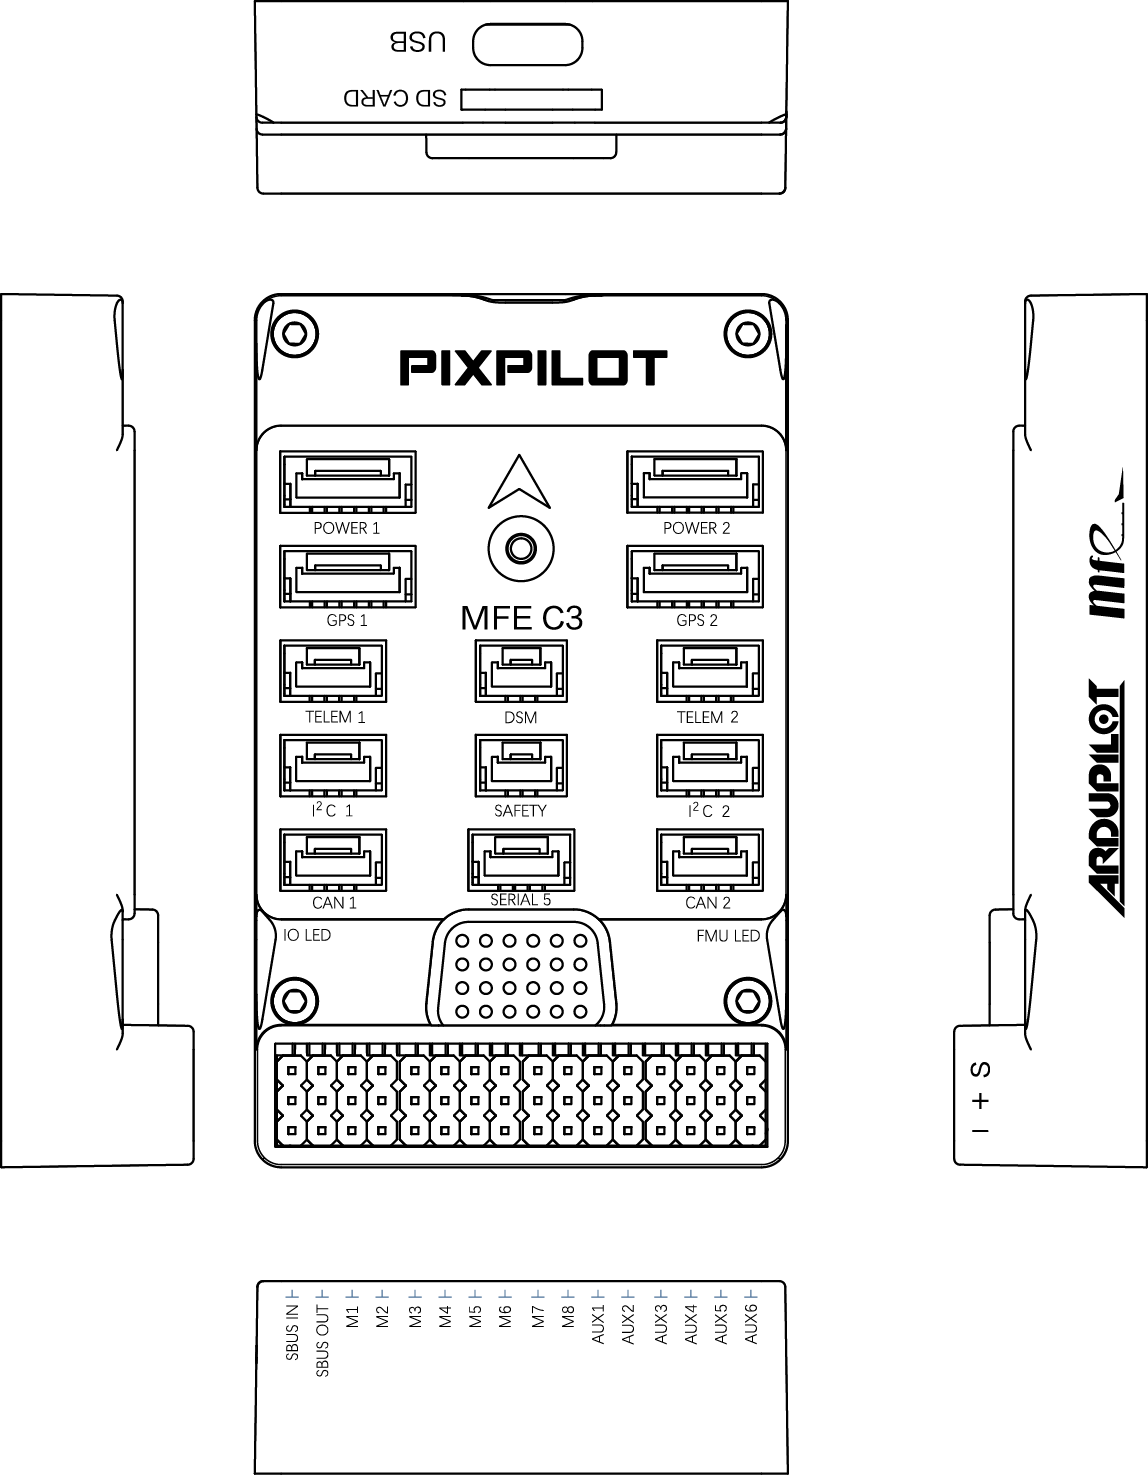 USB
SD CARD
PIXPILOT
POWER 1
POWER 2
GPS 1
MFE C3
GPS 2
TELEM 1
DSM
TELEM 2
I² C 1
SAFETY
I² C 2
CAN 1
SERIAL 5
CAN 2
IO LED
FMU LED
mfe
ARDUPILOT
− + S
SBUS IN
SBUS OUT
M1
M2
M3
M4
M5
M6
M7
M8
AUX1
AUX2
AUX3
AUX4
AUX5
AUX6